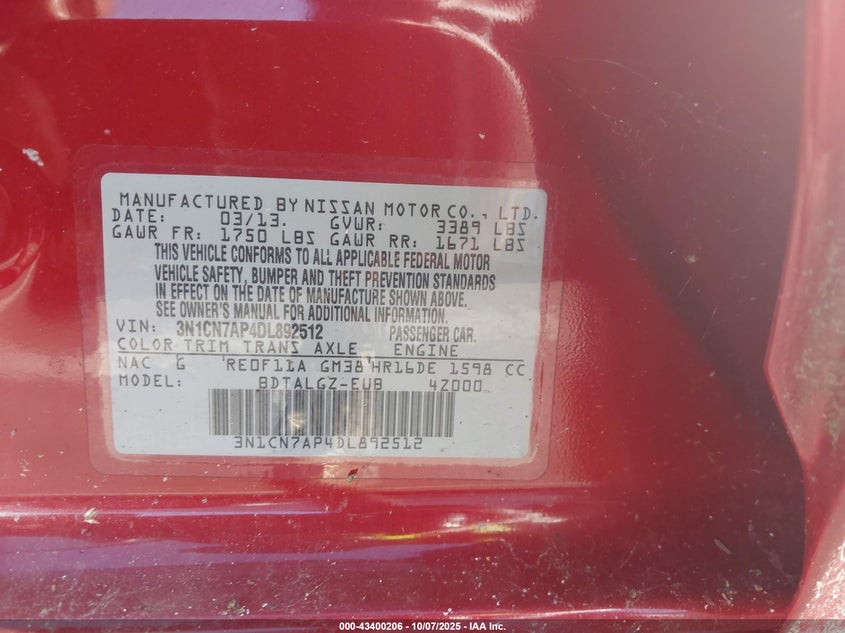 MANUFACTURED BY NISSAN MOTOR CO., LTD.
DATE: 03/13. GVWR: 3389 LBS
GAWR FR: 1750 LBS GAWR RR: 1671 LBS
THIS VEHICLE CONFORMS TO ALL APPLICABLE FEDERAL MOTOR
VEHICLE SAFETY, BUMPER AND THEFT PREVENTION STANDARDS
IN EFFECT ON THE DATE OF MANUFACTURE SHOWN ABOVE.
SEE OWNER'S MANUAL FOR ADDITIONAL INFORMATION.
VIN: 3N1CN7AP4DL892512 PASSENGER CAR.
COLOR TRIM TRANS AXLE ENGINE
NAC G RE0F11A GM38 HR16DE 1598 CC
MODEL: BDTALGZ-EUB 4Z000
3N1CN7AP4DL892512
000-43400206 - 10/07/2025 - IAA Inc.